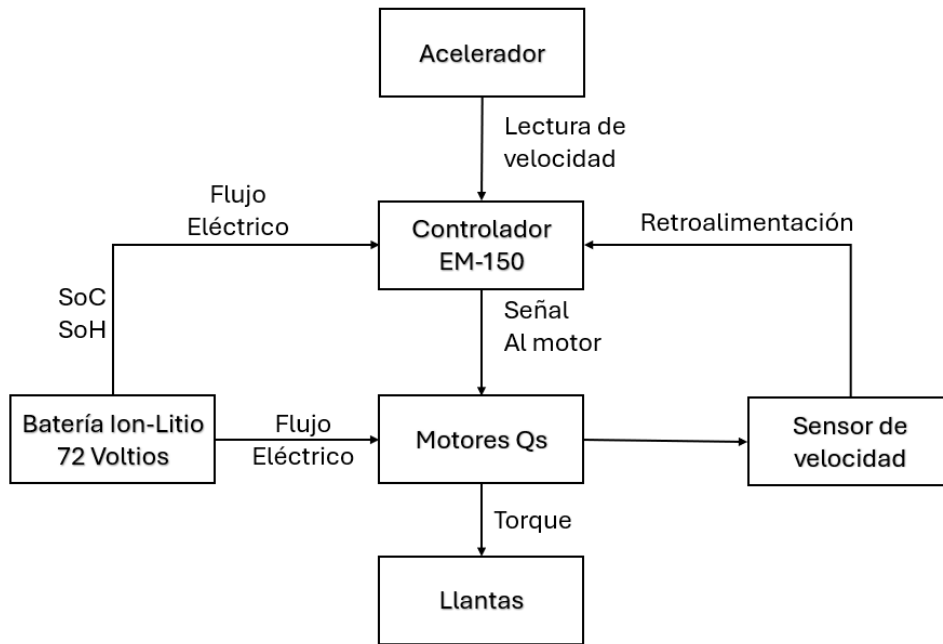 Acelerador
Lectura de
velocidad
Flujo
Eléctrico
Controlador
EM-150
Retroalimentación
SoC
SoH
Señal
Al motor
Batería Ion-Litio
72 Voltios
Flujo
Eléctrico
Motores Qs
Sensor de
velocidad
Torque
Llantas